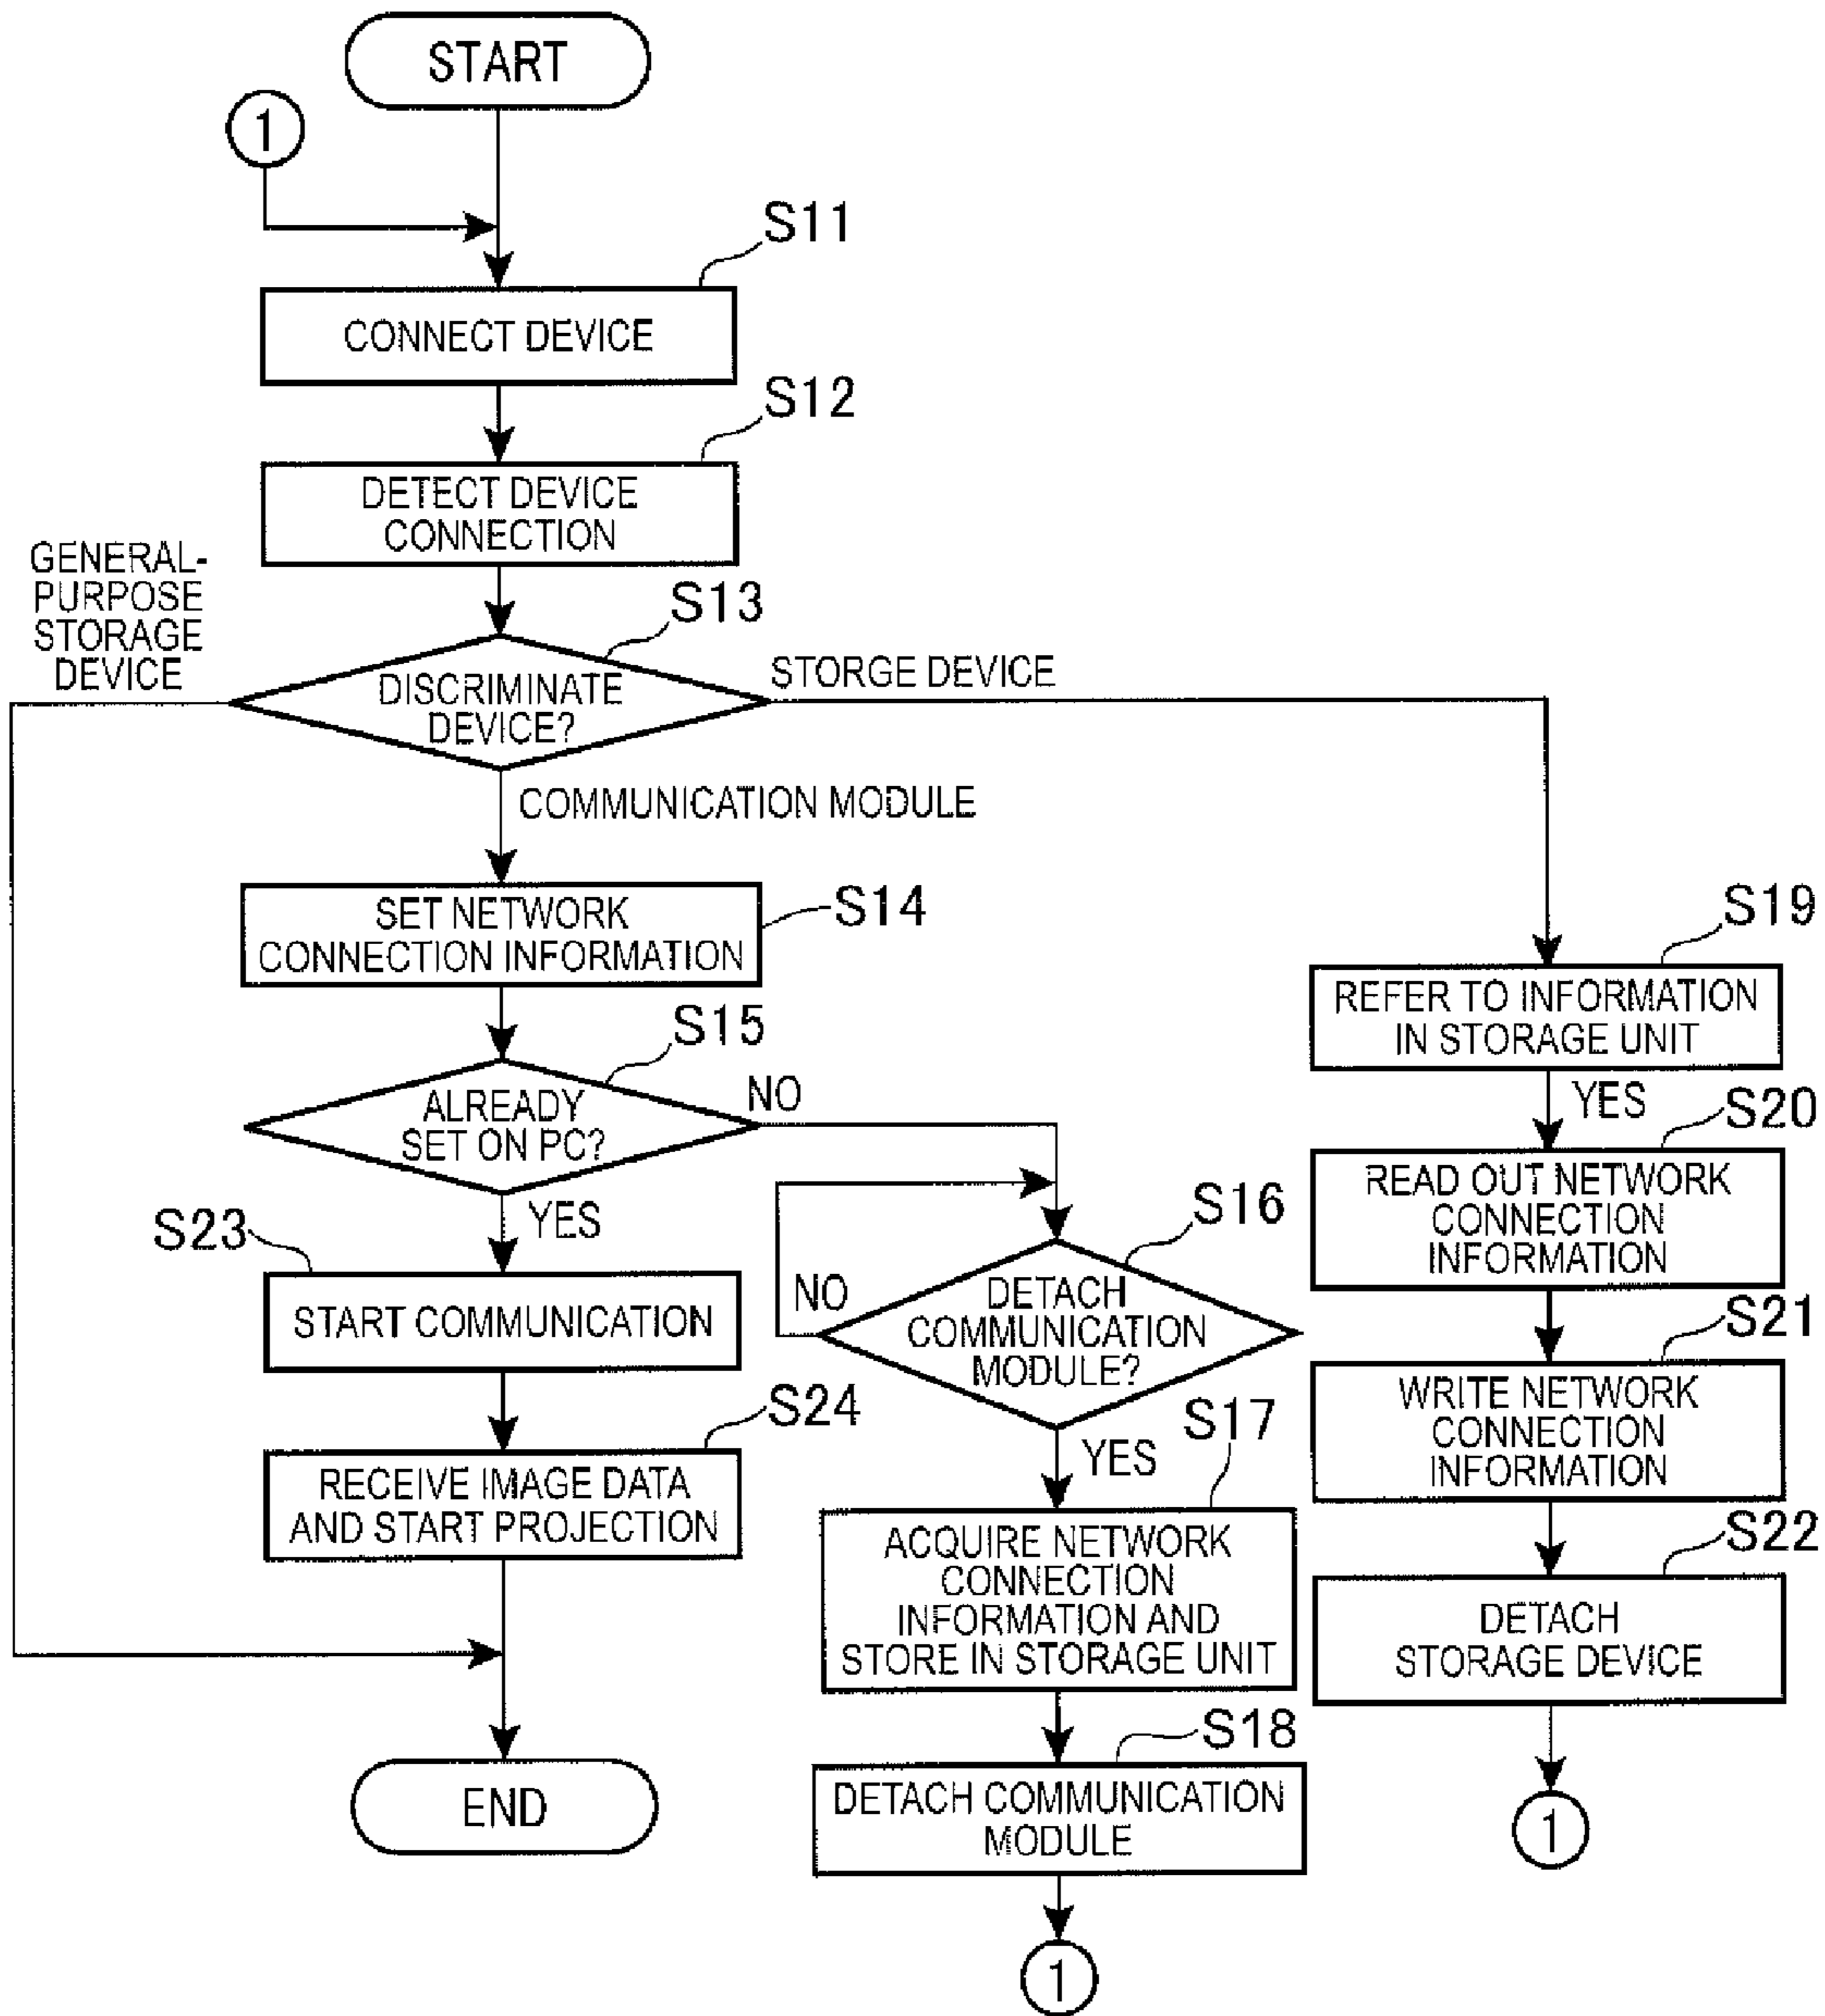 START
1
S11
CONNECT DEVICE
S12
DETECT DEVICE
CONNECTION
GENERAL-
PURPOSE
STORAGE
DEVICE
S13
DISCRIMINATE
DEVICE?
STORGE DEVICE
COMMUNICATION MODULE
SET NETWORK
CONNECTION INFORMATION
S14
S15
ALREADY
SET ON PC?
NO
YES
S23
START COMMUNICATION
S24
RECEIVE IMAGE DATA
AND START PROJECTION
END
S16
DETACH
COMMUNICATION
MODULE?
NO
YES
S17
ACQUIRE NETWORK
CONNECTION
INFORMATION AND
STORE IN STORAGE UNIT
S18
DETACH COMMUNICATION
MODULE
1
S19
REFER TO INFORMATION
IN STORAGE UNIT
YES
S20
READ OUT NETWORK
CONNECTION
INFORMATION
S21
WRITE NETWORK
CONNECTION
INFORMATION
S22
DETACH
STORAGE DEVICE
1